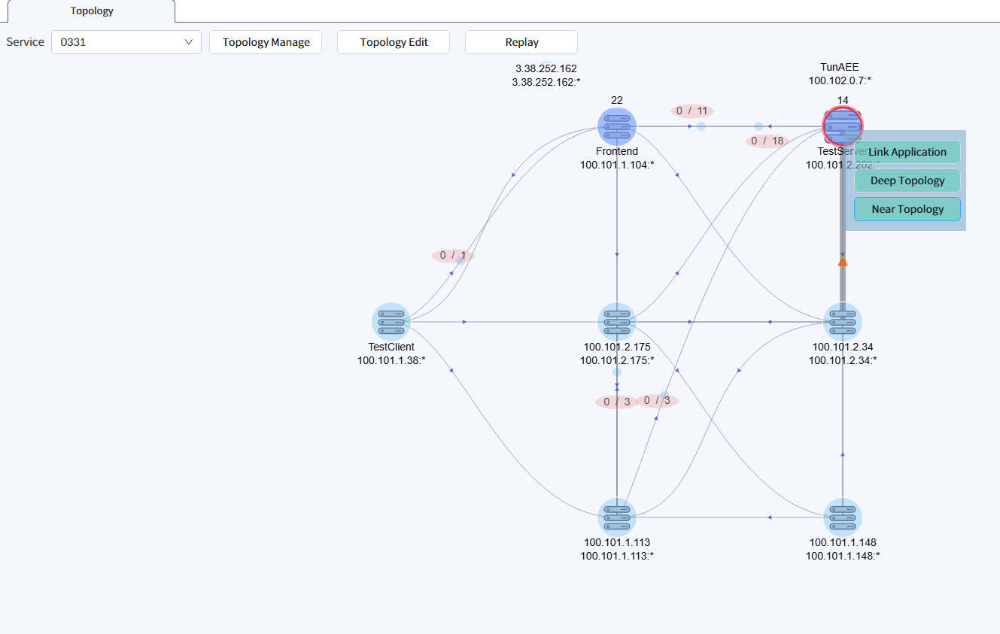 Topology
Service
0331
Topology Manage
Topology Edit
Replay
3.38.252.162
3.38.252.162:*
TunAEE
100.102.0.7:*
22
0 / 11
14
0 / 18
Frontend
100.101.1.104:*
TestServer
100.101.2.202:*
Link Application
Deep Topology
Near Topology
0 / 1
TestClient
100.101.1.38:*
100.101.2.175
100.101.2.175:*
100.101.2.34
100.101.2.34:*
0 / 3
0 / 3
100.101.1.113
100.101.1.113:*
100.101.1.148
100.101.1.148:*